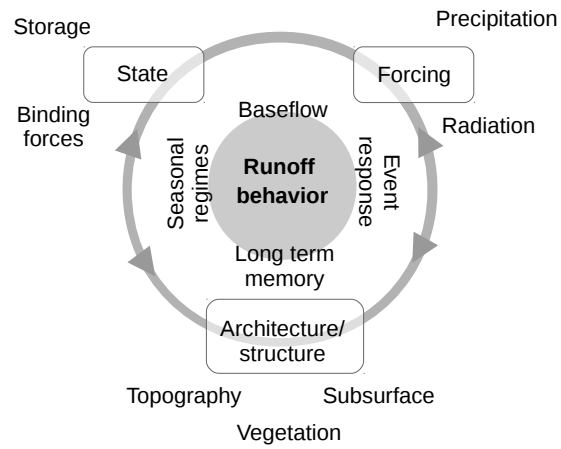 Precipitation
Storage
State
Forcing
Binding
forces
Radiation
Baseflow
Seasonal
regimes
Runoff
behavior
Event
response
Long term
memory
Architecture/
structure
Topography
Subsurface
Vegetation